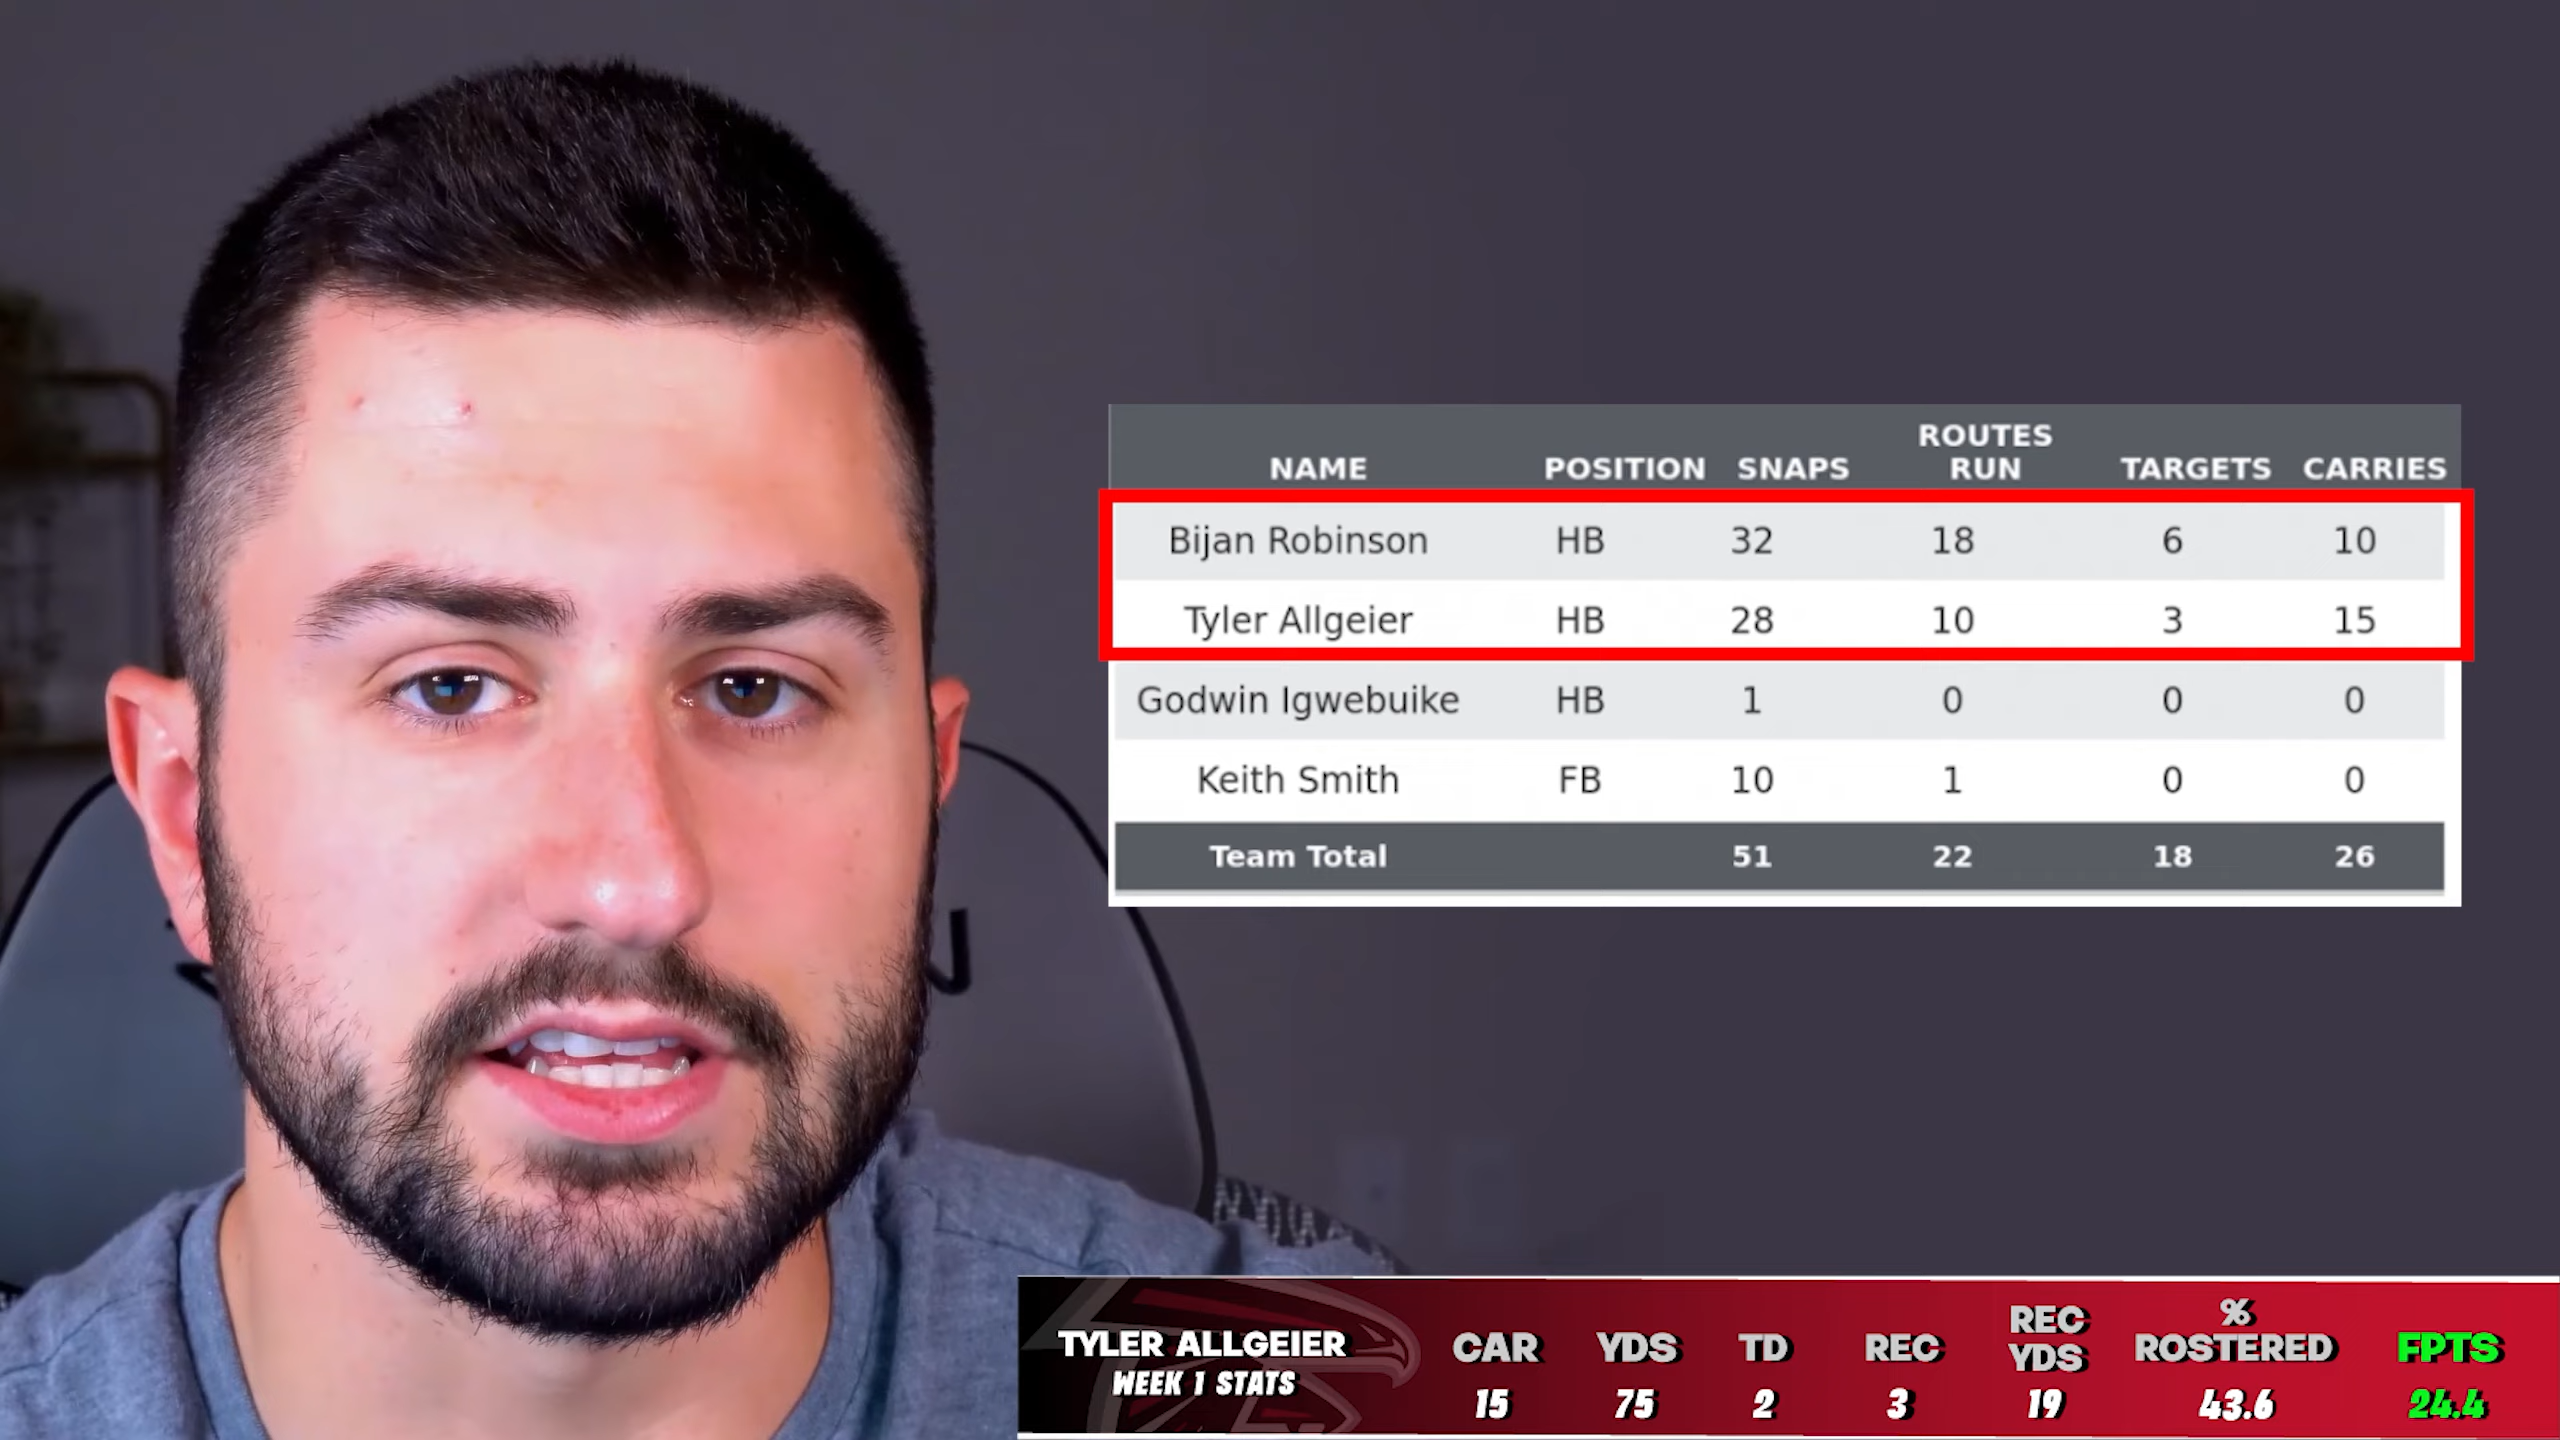 ROUTES
NAME POSITION SNAPS RUN TARGETS CARRIES
Bijan Robinson HB 32 18 6 10
Tyler Allgeier HB 28 10 3 15
Godwin Igwebuike HB 1 0 0 0
Keith Smith FB 10 1 0 0
Team Total 51 22 18 26
TYLER ALLGEIER
WEEK 1 STATS
CAR YDS TD REC REC YDS % ROSTERED FPTS
15 75 2 3 19 43.6 24.4